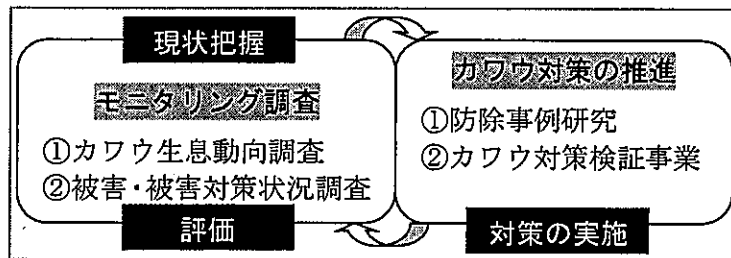 現状把握
モニタリング調査
①カワウ生息動向調査
②被害・被害対策状況調査
評価
カワウ対策の推進
①防除事例研究
②カワウ対策検証事業
対策の実施